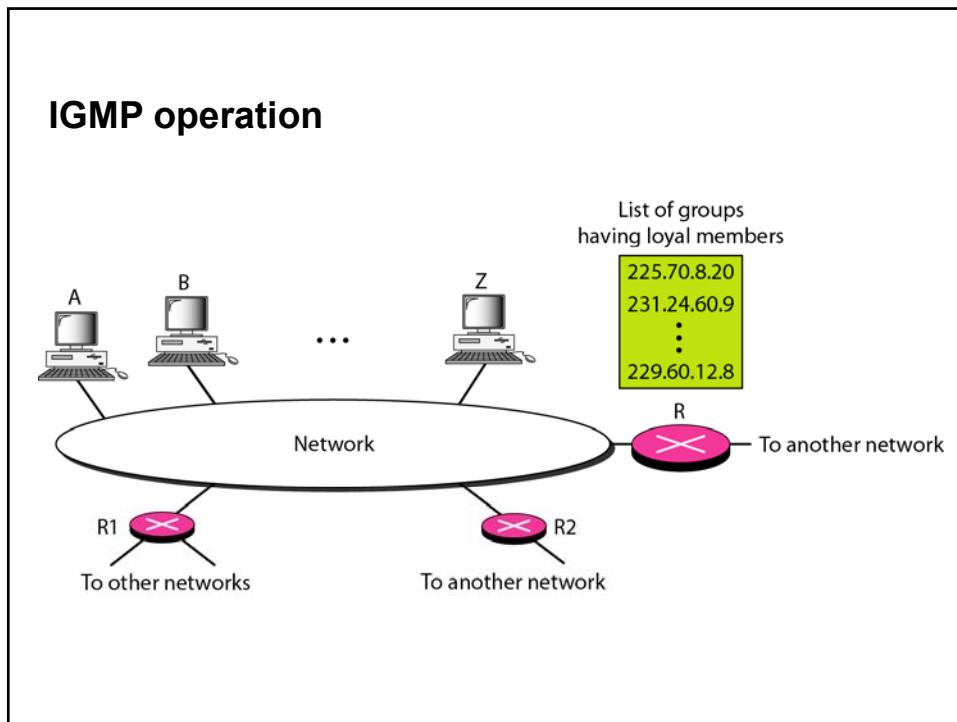 IGMP operation
List of groups
having loyal members
225.70.8.20
231.24.60.9
229.60.12.8
A
B
...
Z
R
Network
To another network
R1
R2
To other networks
To another network